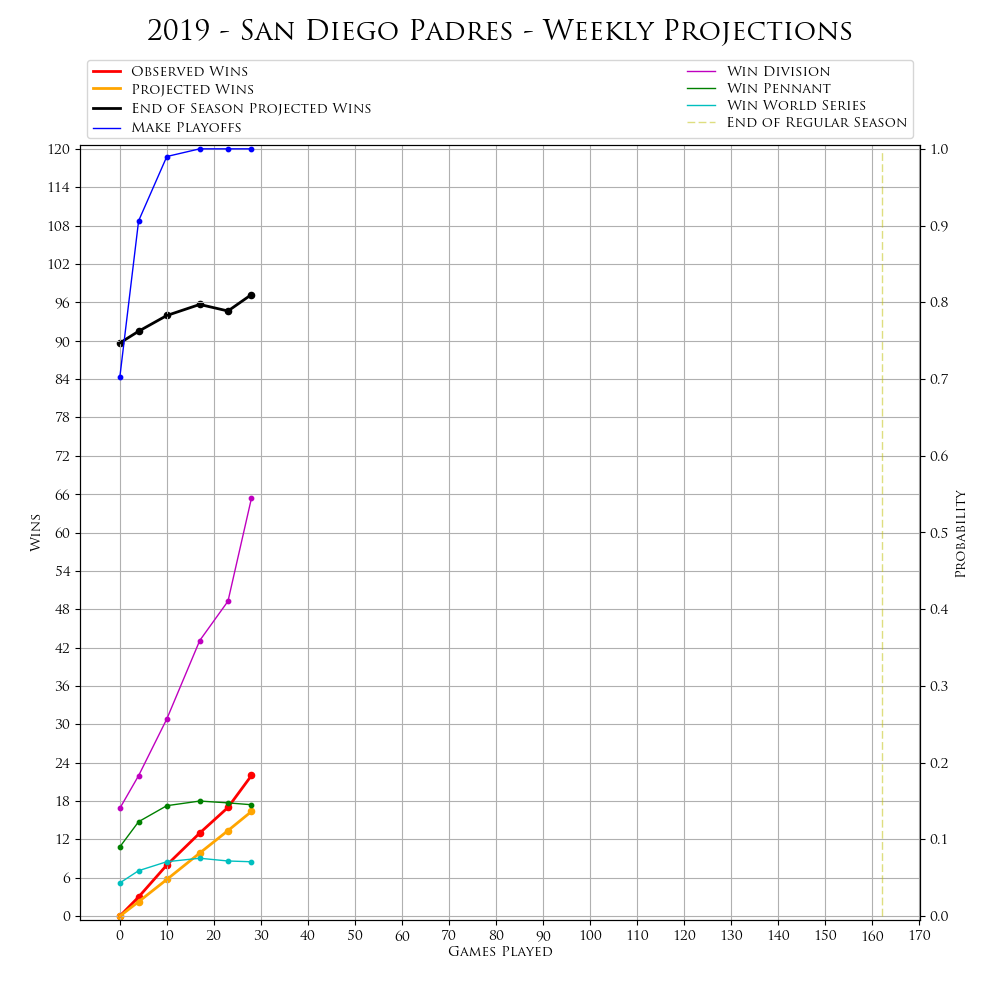 2019 - San Diego Padres - Weekly Projections
Observed Wins
Projected Wins
End of Season Projected Wins
Make Playoffs
Win Division
Win Pennant
Win World Series
End of Regular Season
120
114
108
102
96
90
84
78
72
66
60
54
48
42
36
30
24
18
12
6
0
Wins
1.0
0.9
0.8
0.7
0.6
0.5
0.4
0.3
0.2
0.1
0.0
Probability
0 10 20 30 40 50 60 70 80 90 100 110 120 130 140 150 160 170
Games Played